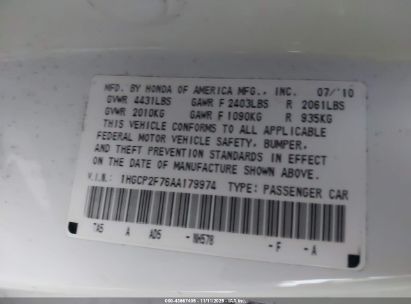 MFD. BY HONDA OF AMERICA MFG., INC. 07/'10
GVWR 4431LBS GAWR F 2403LBS R 2061LBS
GVWR 2010KG GAWR F 1090KG R 935KG
THIS VEHICLE CONFORMS TO ALL APPLICABLE
FEDERAL MOTOR VEHICLE SAFETY, BUMPER,
AND THEFT PREVENTION STANDARDS IN EFFECT
ON THE DATE OF MANUFACTURE SHOWN ABOVE.
V.I.N.: 1HGCP2F76AA179974 TYPE: PASSENGER CAR
TA5 A AD5 - NH578 - F - A